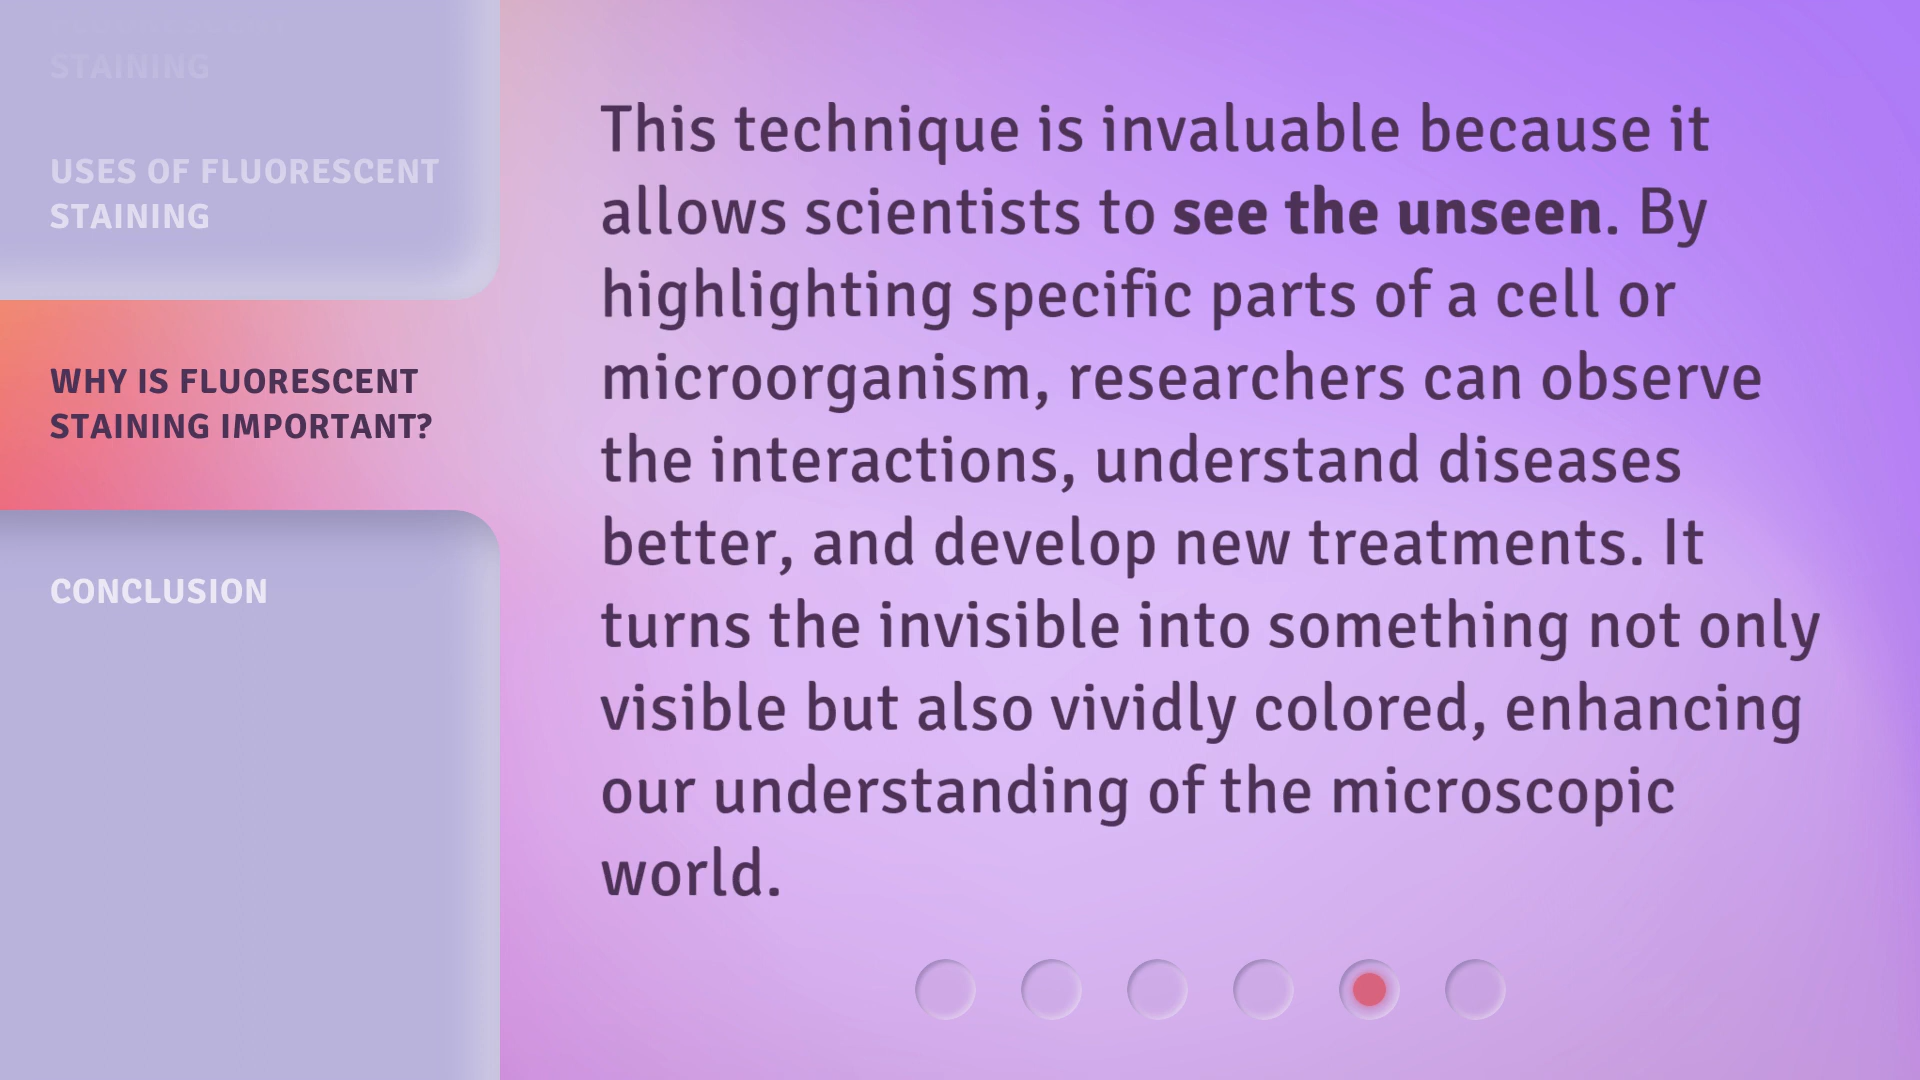 STAINING
USES OF FLUORESCENT
STAINING
WHY IS FLUORESCENT
STAINING IMPORTANT?
CONCLUSION
This technique is invaluable because it
allows scientists to see the unseen. By
highlighting specific parts of a cell or
microorganism, researchers can observe
the interactions, understand diseases
better, and develop new treatments. It
turns the invisible into something not only
visible but also vividly colored, enhancing
our understanding of the microscopic
world.